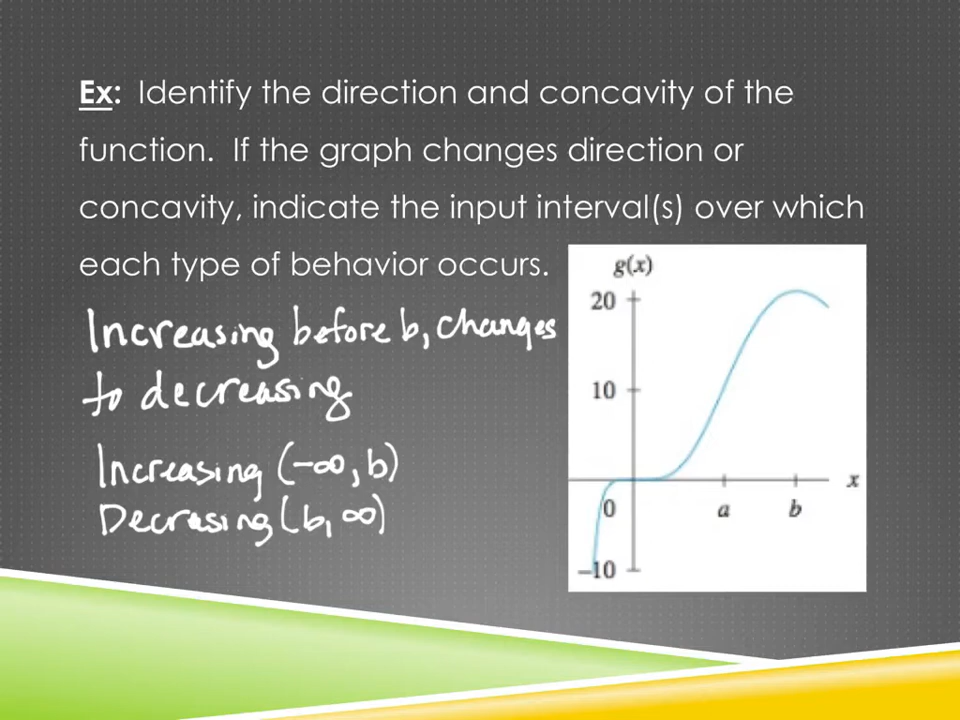 Ex: Identify the direction and concavity of the
function. If the graph changes direction or
concavity, indicate the input interval(s) over which
each type of behavior occurs.
Increasing before b, changes
to decreasing
Increasing (-∞, b)
Decrasing (b, ∞)
g(x)
20
10
x
0
a
b
-10